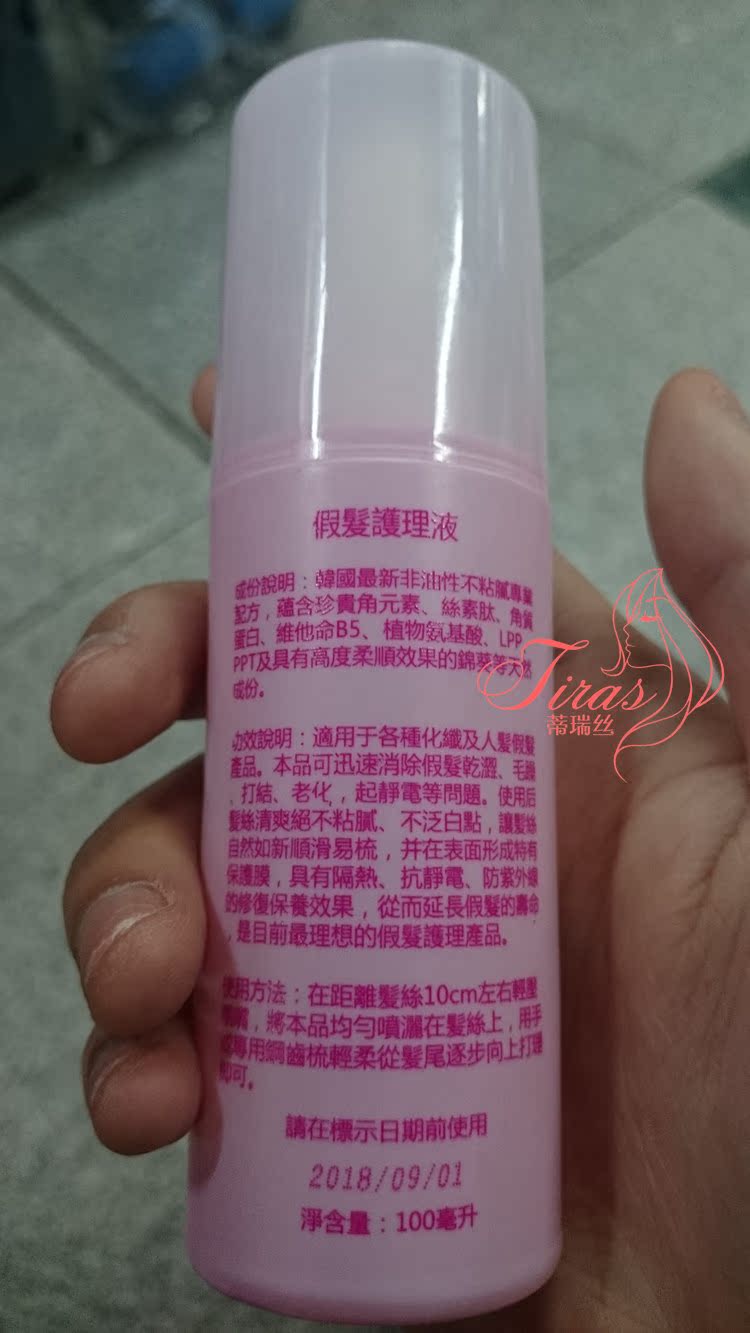 假髮護理液
成份說明：韓國最新非油性不粘膩專業
配方，蘊含珍貴角元素、絲素肽、角質
蛋白、維他命B5、植物氨基酸、LPP
PPT及具有高度柔順效果的錦葵等天然
成份。
功效說明：適用于各種化纖及人髮假髮
產品。本品可迅速消除假髮乾澀、毛躁
、打結、老化，起靜電等問題。使用后
髮絲清爽絕不粘膩、不泛白點，讓髮絲
自然如新順滑易梳，并在表面形成特有
保護膜，具有隔熱、抗靜電、防紫外線
的修復保養效果，從而延長假髮的壽命
，是目前最理想的假髮護理產品。
使用方法：在距離髮絲10cm左右輕壓
噴霧，將本品均勻噴灑在髮絲上，用手
或專用鋼齒梳輕柔從髮尾逐步向上打理
即可。
請在標示日期前使用
2018/09/01
淨含量：100毫升
Tiras
蒂瑞丝